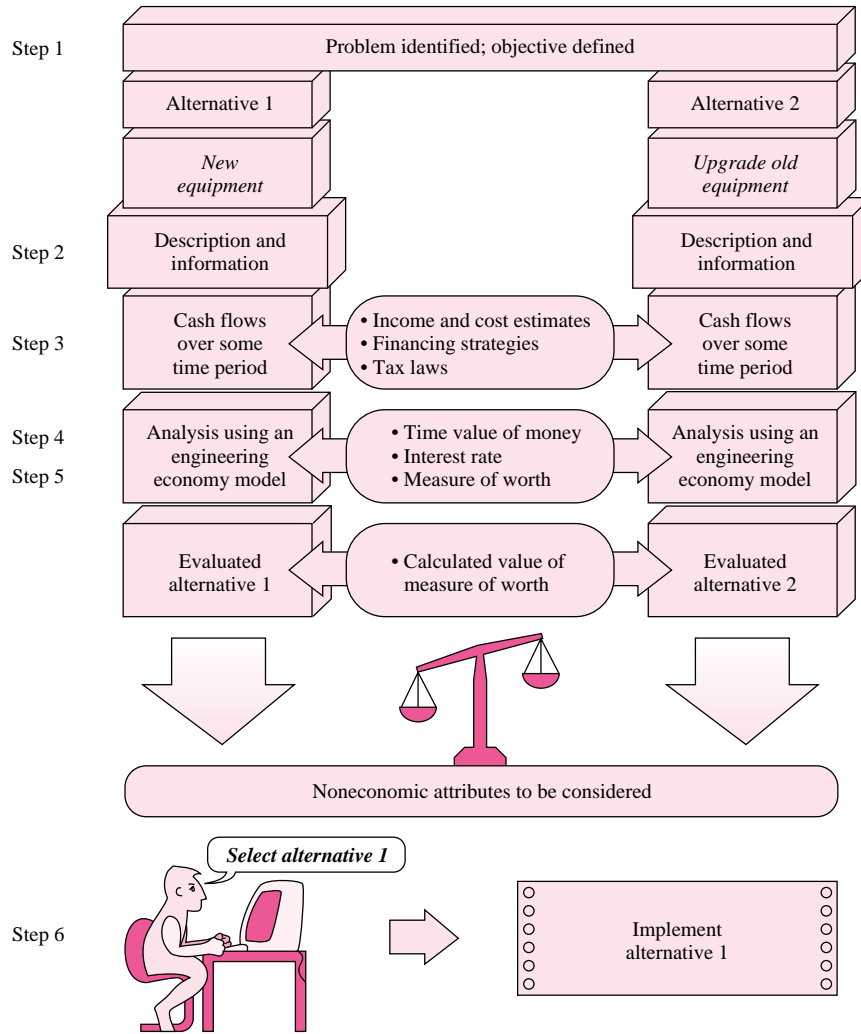 Step 1
Problem identified; objective defined
Alternative 1
Alternative 2
New
equipment
Upgrade old
equipment
Step 2
Description and
information
Description and
information
Step 3
Cash flows
over some
time period
• Income and cost estimates
• Financing strategies
• Tax laws
Cash flows
over some
time period
Step 4
Step 5
Analysis using an
engineering
economy model
• Time value of money
• Interest rate
• Measure of worth
Analysis using an
engineering
economy model
Evaluated
alternative 1
• Calculated value of
measure of worth
Evaluated
alternative 2
Noneconomic attributes to be considered
Select alternative 1
Step 6
Implement
alternative 1